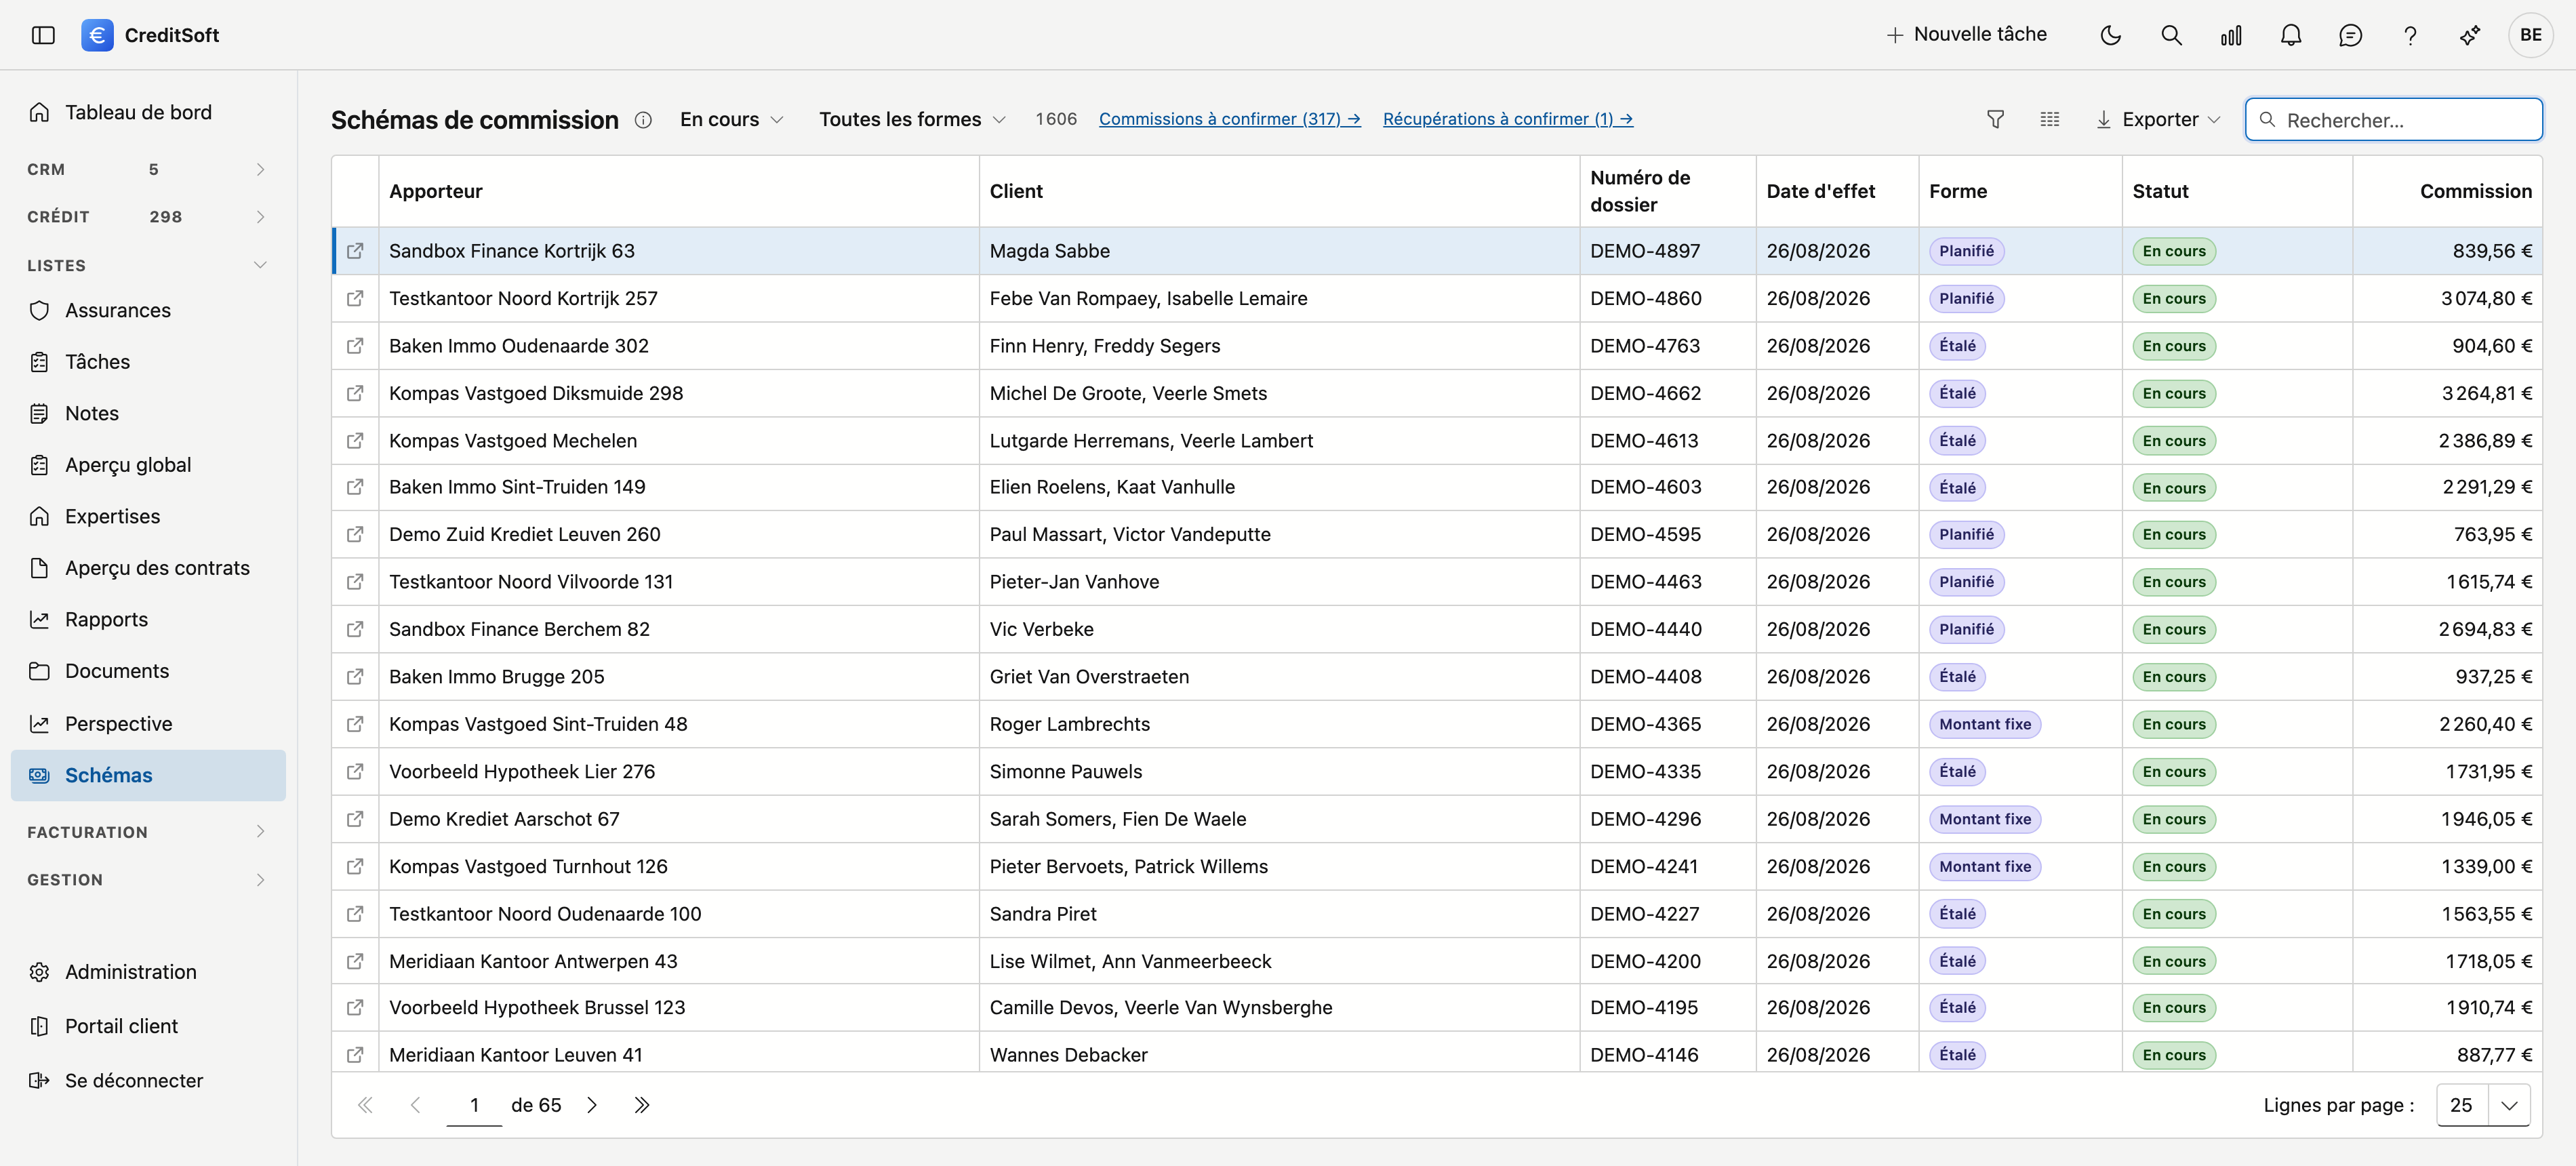 CreditSoft
Nouvelle tâche
BE
Tableau de bord
CRM 5
CRÉDIT 298
LISTES
Assurances
Tâches
Notes
Aperçu global
Expertises
Aperçu des contrats
Rapports
Documents
Perspective
Schémas
FACTURATION
GESTION
Administration
Portail client
Se déconnecter
Schémas de commission En cours Toutes les formes 1 606 Commissions à confirmer (317) → Récupérations à confirmer (1) → Exporter Rechercher...
Apporteur Client Numéro de dossier Date d'effet Forme Statut Commission
Sandbox Finance Kortrijk 63 Magda Sabbe DEMO-4897 26/08/2026 Planifié En cours 839,56 €
Testkantoor Noord Kortrijk 257 Febe Van Rompaey, Isabelle Lemaire DEMO-4860 26/08/2026 Planifié En cours 3 074,80 €
Baken Immo Oudenaarde 302 Finn Henry, Freddy Segers DEMO-4763 26/08/2026 Étalé En cours 904,60 €
Kompas Vastgoed Diksmuide 298 Michel De Groote, Veerle Smets DEMO-4662 26/08/2026 Étalé En cours 3 264,81 €
Kompas Vastgoed Mechelen Lutgarde Herremans, Veerle Lambert DEMO-4613 26/08/2026 Étalé En cours 2 386,89 €
Baken Immo Sint-Truiden 149 Elien Roelens, Kaat Vanhulle DEMO-4603 26/08/2026 Étalé En cours 2 291,29 €
Demo Zuid Krediet Leuven 260 Paul Massart, Victor Vandeputte DEMO-4595 26/08/2026 Planifié En cours 763,95 €
Testkantoor Noord Vilvoorde 131 Pieter-Jan Vanhove DEMO-4463 26/08/2026 Planifié En cours 1 615,74 €
Sandbox Finance Berchem 82 Vic Verbeke DEMO-4440 26/08/2026 Planifié En cours 2 694,83 €
Baken Immo Brugge 205 Griet Van Overstraeten DEMO-4408 26/08/2026 Étalé En cours 937,25 €
Kompas Vastgoed Sint-Truiden 48 Roger Lambrechts DEMO-4365 26/08/2026 Montant fixe En cours 2 260,40 €
Voorbeeld Hypotheek Lier 276 Simonne Pauwels DEMO-4335 26/08/2026 Étalé En cours 1 731,95 €
Demo Krediet Aarschot 67 Sarah Somers, Fien De Waele DEMO-4296 26/08/2026 Montant fixe En cours 1 946,05 €
Kompas Vastgoed Turnhout 126 Pieter Bervoets, Patrick Willems DEMO-4241 26/08/2026 Montant fixe En cours 1 339,00 €
Testkantoor Noord Oudenaarde 100 Sandra Piret DEMO-4227 26/08/2026 Étalé En cours 1 563,55 €
Meridiaan Kantoor Antwerpen 43 Lise Wilmet, Ann Vanmeerbeeck DEMO-4200 26/08/2026 Étalé En cours 1 718,05 €
Voorbeeld Hypotheek Brussel 123 Camille Devos, Veerle Van Wynsberghe DEMO-4195 26/08/2026 Étalé En cours 1 910,74 €
Meridiaan Kantoor Leuven 41 Wannes Debacker DEMO-4146 26/08/2026 Étalé En cours 887,77 €
1 de 65 Lignes par page : 25